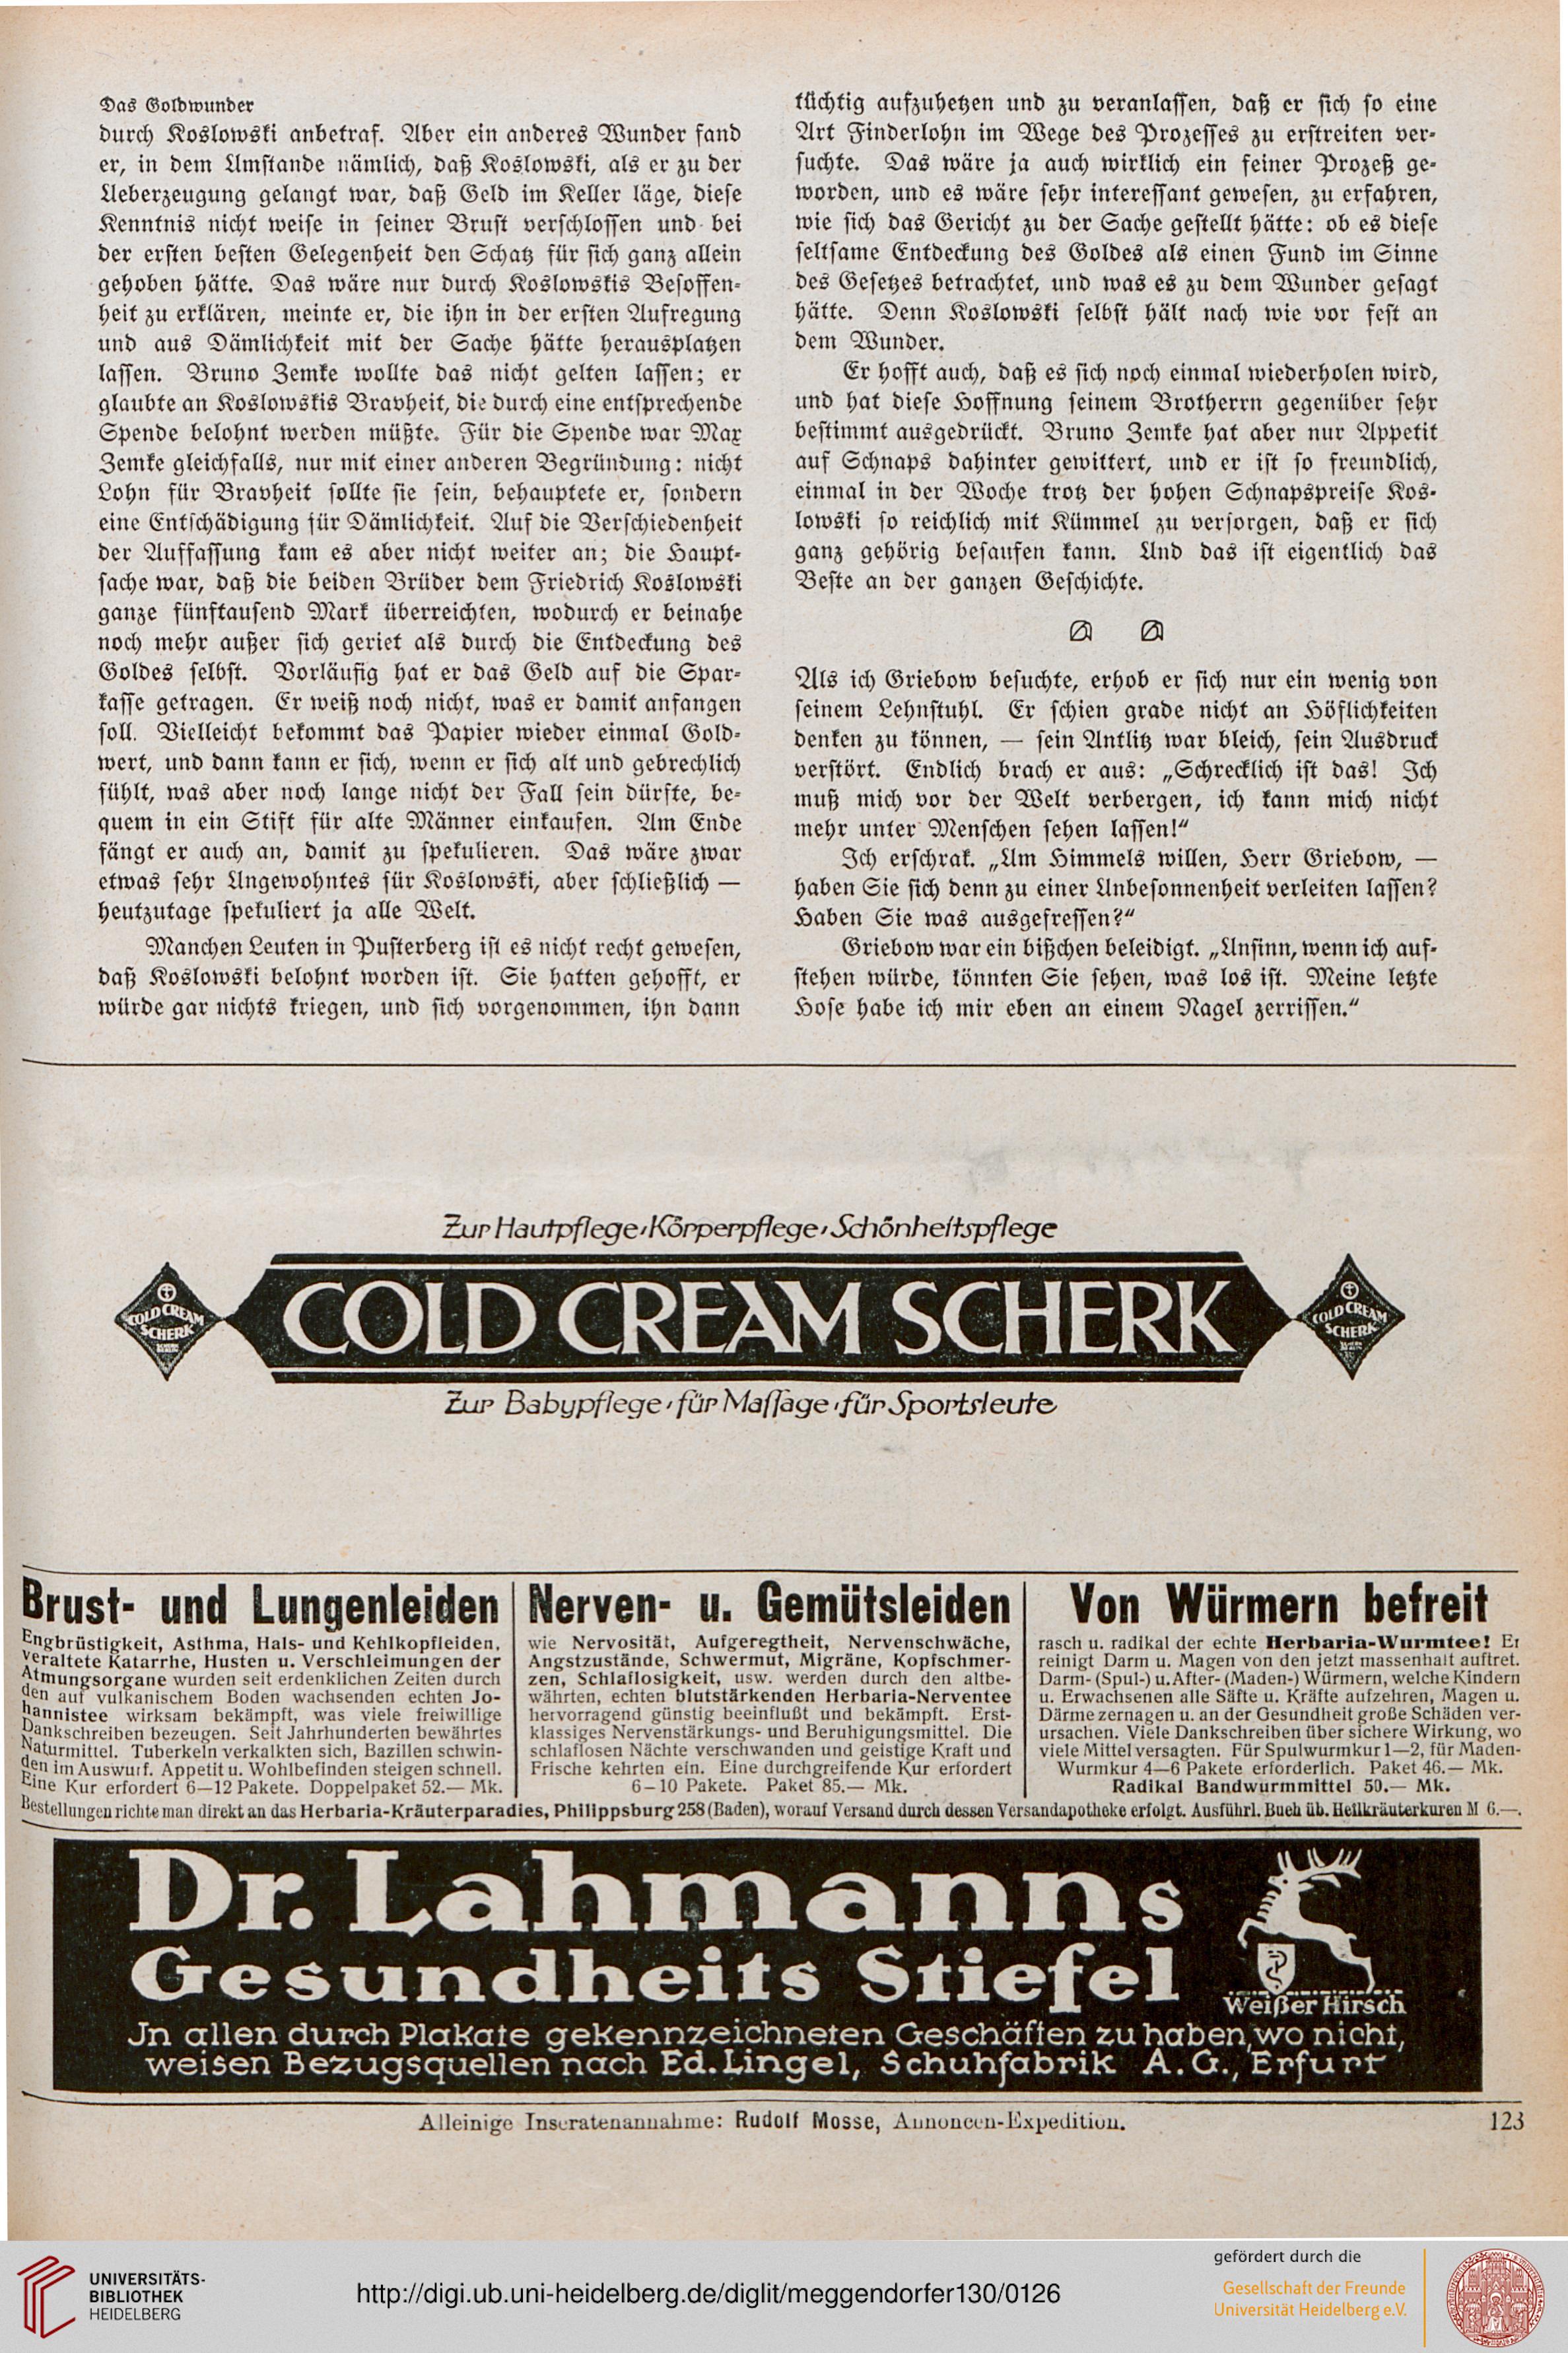 Das Goldwunder
durch Koslowski anbetraf. Aber ein anderes Wunder fand
er, in dem Umstande nämlich, daß Koslowski, als er zu der
Ueberzeugung gelangt war, daß Geld im Keller läge, diese
Kenntnis nicht weise in seiner Brust verschlossen und bei
der ersten besten Gelegenheit den Schatz für sich ganz allein
gehoben hätte. Das wäre nur durch Koslowskis Besoffen-
heit zu erklären, meinte er, die ihn in der ersten Aufregung
und aus Dämlichkeit mit der Sache hätte herausplatzen
lassen. Bruno Zemke wollte das nicht gelten lassen; er
glaubte an Koslowskis Bravheit, die durch eine entsprechende
Spende belohnt werden müßte. Für die Spende war Max
Zemke gleichfalls, nur mit einer anderen Begründung: nicht
Lohn für Bravheit sollte sie sein, behauptete er, sondern
eine Entschädigung für Dämlichkeit. Auf die Verschiedenheit
der Auffassung kam es aber nicht weiter an; die Haupt-
sache war, daß die beiden Brüder dem Friedrich Koslowski
ganze fünftausend Mark überreichten, wodurch er beinahe
noch mehr außer sich geriet als durch die Entdeckung des
Goldes selbst. Vorläufig hat er das Geld auf die Spar-
kasse getragen. Er weiß noch nicht, was er damit anfangen
soll. Vielleicht bekommt das Papier wieder einmal Gold-
wert, und dann kann er sich, wenn er sich alt und gebrechlich
fühlt, was aber noch lange nicht der Fall sein dürfte, be-
quem in ein Stift für alte Männer einkaufen. Am Ende
fängt er auch an, damit zu spekulieren. Das wäre zwar
etwas sehr Ungewohntes für Koslowski, aber schließlich —
heutzutage spekuliert ja alle Welt.
Manchen Leuten in Pusterberg ist es nicht recht gewesen,
daß Koslowski belohnt worden ist. Sie hatten gehofft, er
würde gar nichts kriegen, und sich vorgenommen, ihn dann
tüchtig aufzuhetzen und zu veranlassen, daß er sich so eine
Art Finderlohn im Wege des Prozesses zu erstreiten ver-
suchte. Das wäre ja auch wirklich ein feiner Prozeß ge-
worden, und es wäre sehr interessant gewesen, zu erfahren,
wie sich das Gericht zu der Sache gestellt hätte: ob es diese
seltsame Entdeckung des Goldes als einen Fund im Sinne
des Gesetzes betrachtet, und was es zu dem Wunder gesagt
hätte. Denn Koslowski selbst hält nach wie vor fest an
dem Wunder.
Er hofft auch, daß es sich noch einmal wiederholen wird,
und hat diese Hoffnung seinem Brotherrn gegenüber sehr
bestimmt ausgedrückt. Bruno Zemke hat aber nur Appetit
auf Schnaps dahinter gewittert, und er ist so freundlich,
einmal in der Woche trotz der hohen Schnapspreise Kos-
lowski so reichlich mit Kümmel zu versorgen, daß er sich
ganz gehörig besaufen kann. Und das ist eigentlich das
Beste an der ganzen Geschichte.
Als ich Griebow besuchte, erhob er sich nur ein wenig von
seinem Lehnstuhl. Er schien grade nicht an Höflichkeiten
denken zu können, — sein Antlitz war bleich, sein Ausdruck
verstört. Endlich brach er aus: „Schrecklich ist das! Ich
muß mich vor der Welt verbergen, ich kann mich nicht
mehr unter Menschen sehen lassen!“
Ich erschrak. „Um Himmels willen, Herr Griebow, —
haben Sie sich denn zu einer Unbesonnenheit verleiten lassen?
Haben Sie was ausgefressen?“
Griebow war ein bißchen beleidigt. „Unsinn, wenn ich auf-
stehen würde, könnten Sie sehen, was los ist. Meine letzte
Hose habe ich mir eben an einem Nagel zerrissen.“
Zur Hautpflege, Körperpflege, Schönheitspflege
COLD CREAM SCHERK
COLD CREAM SCHERK
COLD CREAM SCHERK
Zur Babypflege, für Massage, für Sportsleute
Brust- und Lungenleiden
Engbrüstigkeit, Asthma, Hals- und Kehlkopfleiden,
veraltete Katarrhe, Husten u. Verschleimungen der
Atmungsorgane wurden seit erdenklichen Zeiten durch
den auf vulkanischem Boden wachsenden echten Jo-
hannistee wirksam bekämpft, was viele freiwillige
Dankschreiben bezeugen. Seit Jahrhunderten bewährtes
Naturmittel. Tuberkeln verkalkten sich, Bazillen schwin-
den im Auswurf. Appetit u. Wohlbefinden steigen schnell.
Eine Kur erfordert 6—12 Pakete. Doppelpaket 52.— Mk.
Nerven- u. Gemütsleiden
wie Nervosität, Aufgeregtheit, Nervenschwäche,
Angstzustände, Schwermut, Migräne, Kopfschmer-
zen, Schlaflosigkeit, usw. werden durch den altbe-
währten, echten blutstärkenden Herbaria-Nerventee
hervorragend günstig beeinflußt und bekämpft. Erst-
klassiges Nervenstärkungs- und Beruhigungsmittel. Die
schlaflosen Nächte verschwanden und geistige Kraft und
Frische kehrten ein. Eine durchgreifende Kur erfordert
6—10 Pakete. Paket 85.— Mk.
Von Würmern befreit
rasch u. radikal der echte Herbaria-Wurmtee! Er
reinigt Darm u. Magen von den jetzt massenhaft auftret.
Darm- (Spul-) u. After- (Maden-) Würmern, welche Kindern
u. Erwachsenen alle Säfte u. Kräfte aufzehren, Magen u.
Därme zernagen u. an der Gesundheit große Schäden ver-
ursachen. Viele Dankschreiben über sichere Wirkung, wo
viele Mittel versagten. Für Spulwurmkur 1—2, für Maden-
Wurmkur 4—6 Pakete erforderlich. Paket 46.— Mk.
Radikal Bandwurmmittel 50.— Mk.
Bestellungen richte man direkt an das Herbaria-Kräuterparadies, Philippsburg 258 (Baden), worauf Versand durch dessen Versandapotheke erfolgt. Ausführl. Buch üb. Heilkräuterkuren M 6.—.
Dr. Lahmanns
Gesundheits Stiefel
Weißer Hirsch
Jn allen durch Plakate gekennzeichneten Geschäften zu haben, wo nicht,
weisen Bezugsquellen nach Ed. Lingel, Schuhfabrik A.G., Erfurt
Alleinige Inseratenannahme: Rudolf Mosse, Annoncen-Expedition.
123
UNIVERSITÄTS-
BIBLIOTHEK
HEIDELBERG
http://digi.ub.uni-heidelberg.de/diglit/meggendorfer130/0126
gefördert durch die
Gesellschaft der Freunde
Universität Heidelberg e.V.